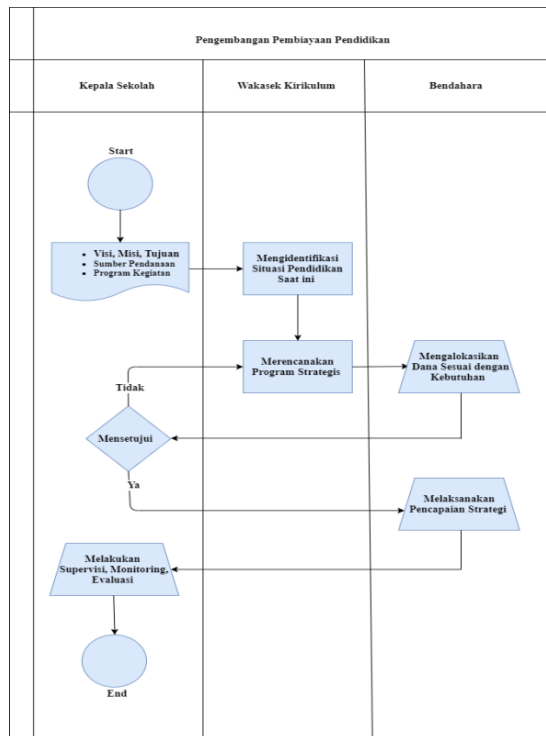 Pengembangan Pembiayaan Pendidikan
Kepala Sekolah
Wakasek Kirikulum
Bendahara
Start
Visi, Misi, Tujuan
Sumber Pendanaan
Program Kegiatan
Mengidentifikasi
Situasi Pendidikan
Saat ini
Merencanakan
Program Strategis
Mengalokasikan
Dana Sesuai dengan
Kebutuhan
Tidak
Mensetujui
Ya
Melaksanakan
Pencapaian Strategi
Melakukan
Supervisi, Monitoring,
Evaluasi
End